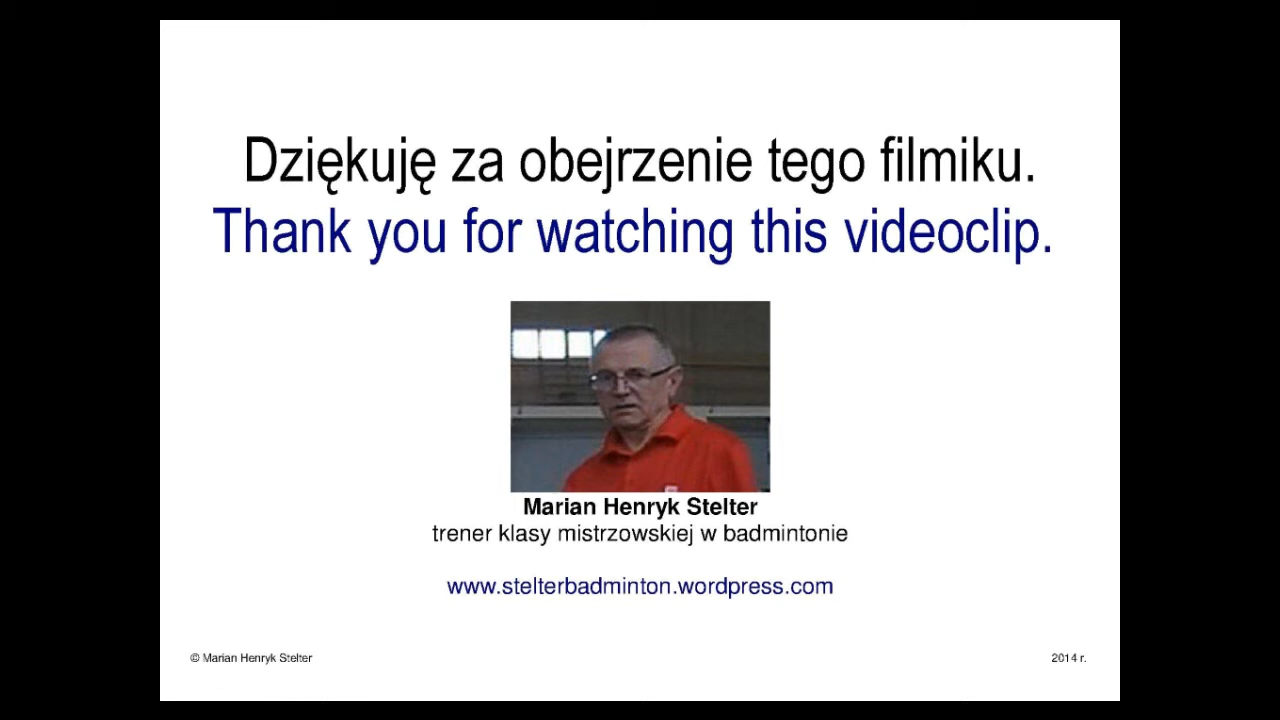 Dziękuję za obejrzenie tego filmiku.
Thank you for watching this videoclip.
Marian Henryk Stelter
trener klasy mistrzowskiej w badmintonie
www.stelterbadminton.wordpress.com
© Marian Henryk Stelter
2014 r.